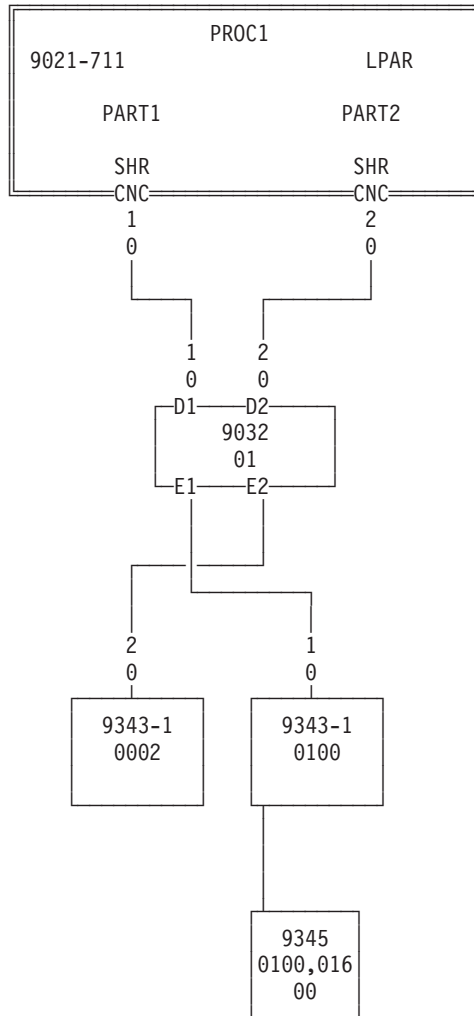 PROC1
9021-711 LPAR
PART1 PART2
SHR SHR
CNC CNC
1 2
0 0
1 2
0 0
D1 D2
9032
01
E1 E2
2 1
0 0
9343-1 9343-1
0002 0100
9345
0100,016
00